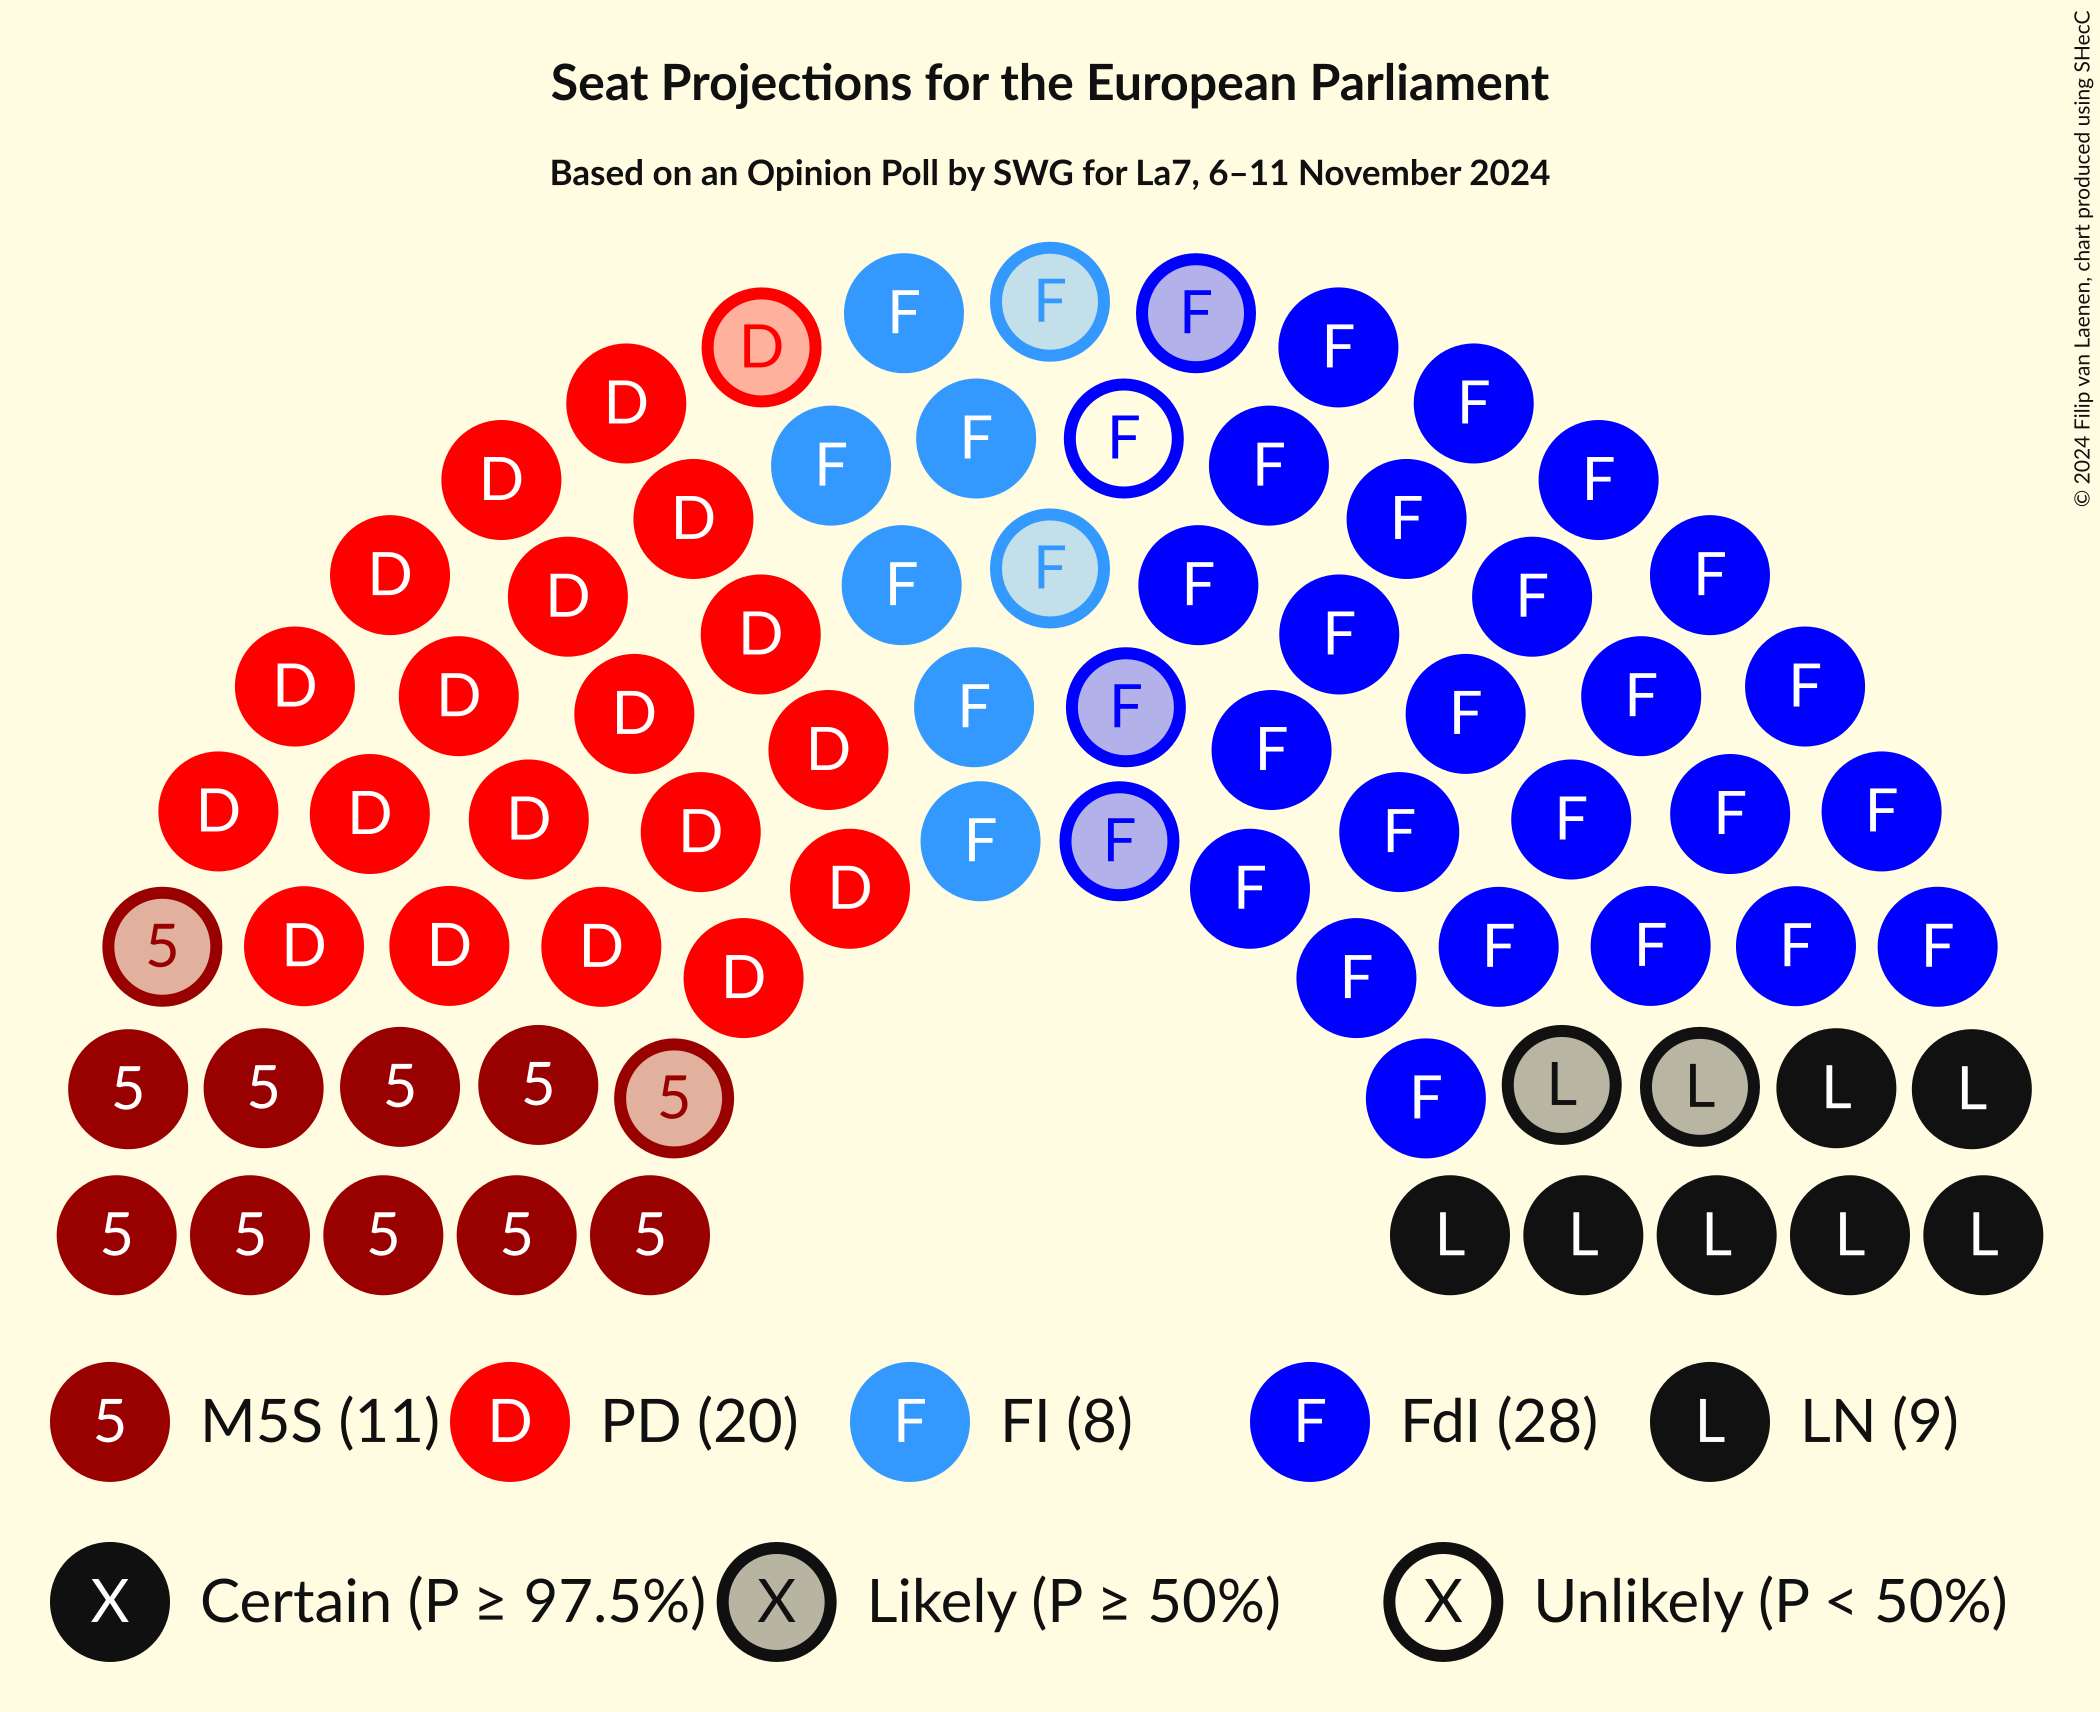 Seat Projections for the European Parliament
Based on an Opinion Poll by SWG for La7, 6–11 November 2024
© 2024 Filip van Laenen, chart produced using SHecC
D F F F F
D D F F F F F F
D D D F F F F F F
D D D D D F F F F F F F
D D D D D F F F F F F F
5 D D D D F F F F F
5 5 5 5 5 F L L L L
5 5 5 5 5 L L L L L
5 M5S (11) D PD (20) F FI (8) F FdI (28) L LN (9)
X Certain (P ≥ 97.5%) X Likely (P ≥ 50%) X Unlikely (P < 50%)